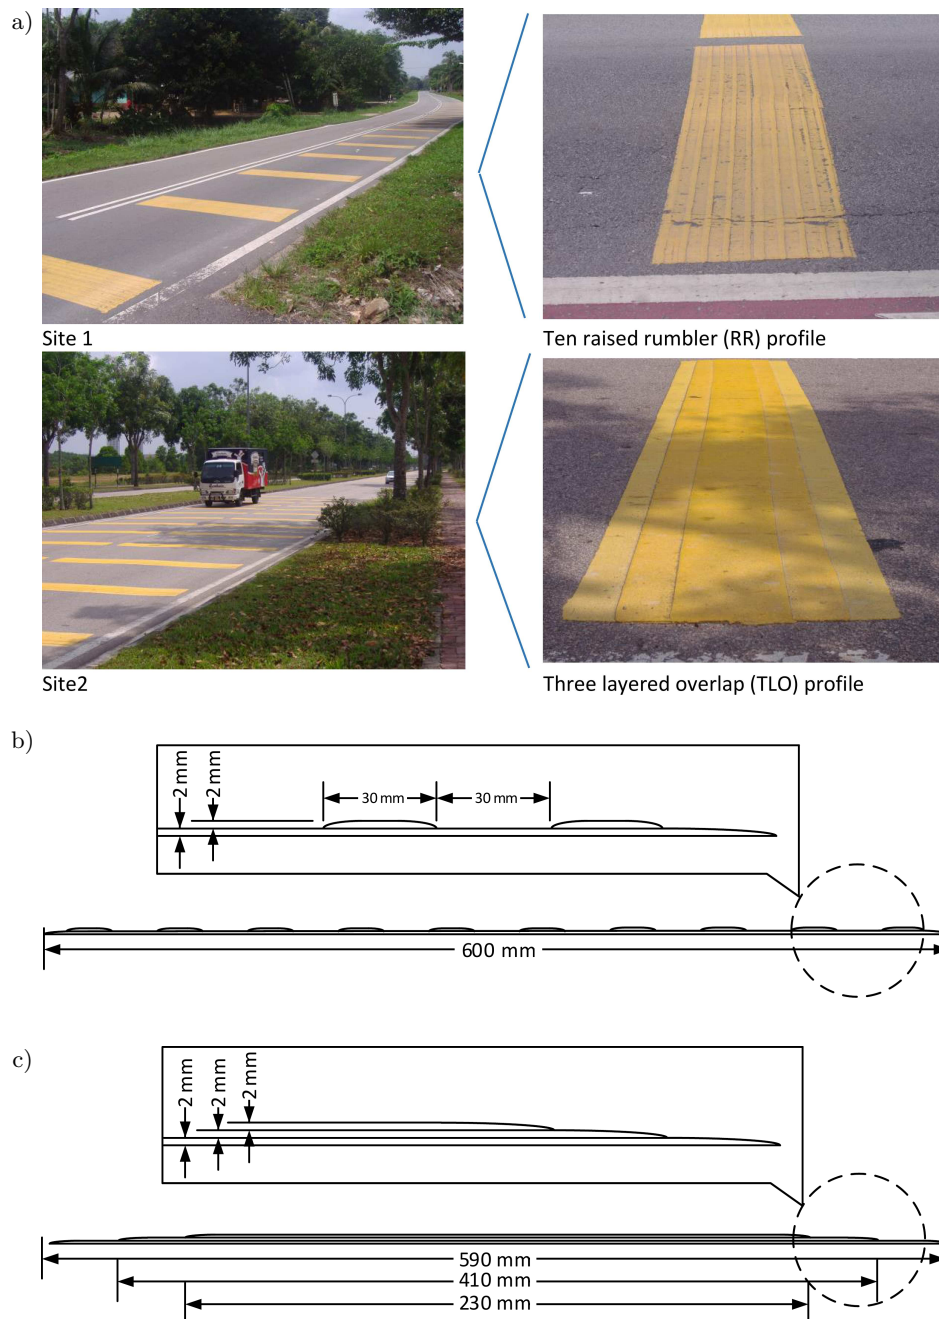 a)
Site 1
Ten raised rumbler (RR) profile
Site2
Three layered overlap (TLO) profile
b)
2 mm
2 mm
30 mm
30 mm
600 mm
c)
2 mm
2 mm
2 mm
590 mm
410 mm
230 mm